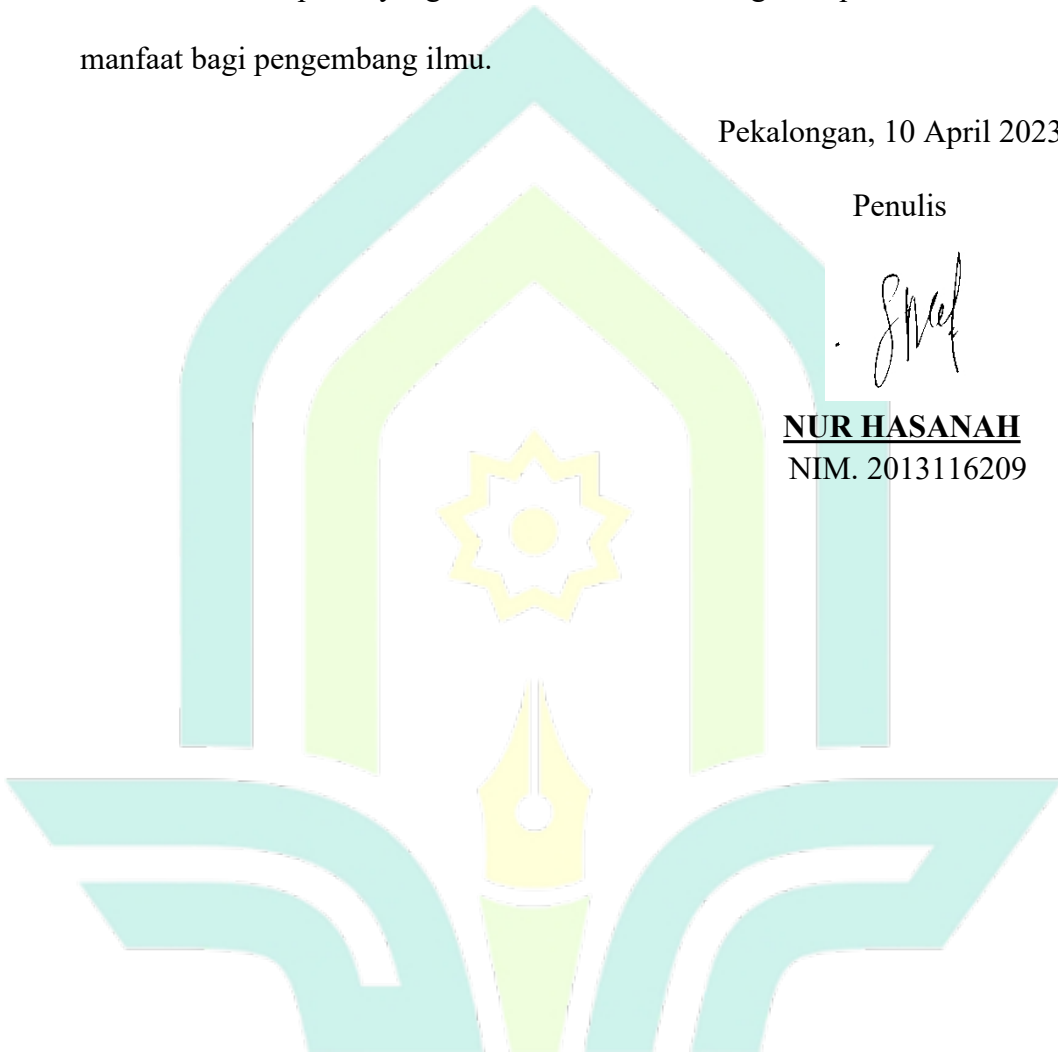 manfaat bagi pengembang ilmu.
Pekalongan, 10 April 2023
Penulis
NUR HASANAH
NIM. 2013116209